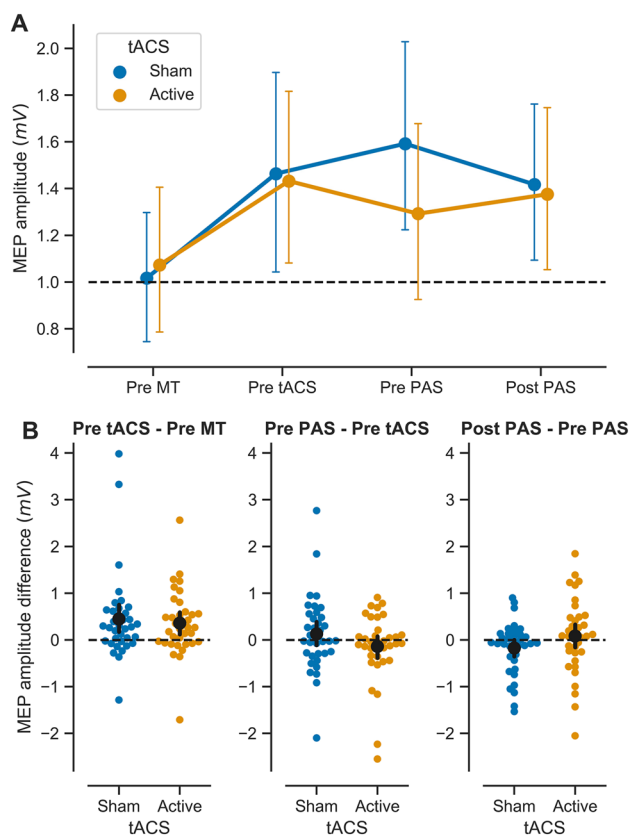 A
tACS
Sham
Active
MEP amplitude (mV)
2.0
1.8
1.6
1.4
1.2
1.0
0.8
Pre MT Pre tACS Pre PAS Post PAS
B
Pre tACS - Pre MT Pre PAS - Pre tACS Post PAS - Pre PAS
MEP amplitude difference (mV)
4 4 4
3 3 3
2 2 2
1 1 1
0 0 0
−1 −1 −1
−2 −2 −2
Sham Active Sham Active Sham Active
tACS tACS tACS